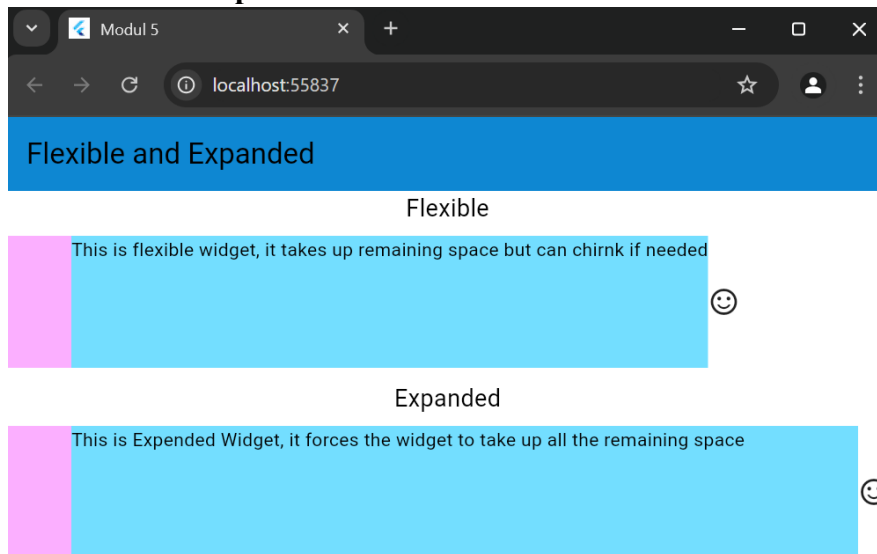 Modul 5
localhost:55837
Flexible and Expanded
Flexible
This is flexible widget, it takes up remaining space but can chirnk if needed
Expanded
This is Expended Widget, it forces the widget to take up all the remaining space